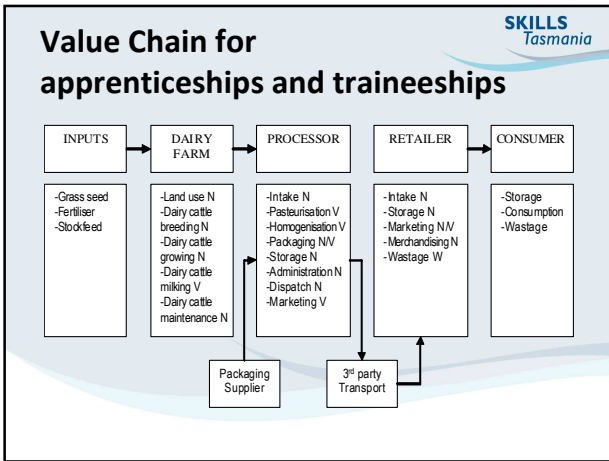 SKILLS
Tasmania
Value Chain for
apprenticeships and traineeships
INPUTS
DAIRY
FARM
PROCESSOR
RETAILER
CONSUMER
-Grass seed
-Fertiliser
-Stockfeed
-Land use N
-Dairy cattle
breeding N
-Dairy cattle
growing N
-Dairy cattle
milking V
-Dairy cattle
maintenance N
-Intake N
-Pasteurisation V
-Homogenisation V
-Packaging N/V
-Storage N
-Administration N
-Dispatch N
-Marketing V
-Intake N
-Storage N
-Marketing N/V
-Merchandising N
-Wastage W
-Storage
-Consumption
-Wastage
Packaging
Supplier
3rd party
Transport